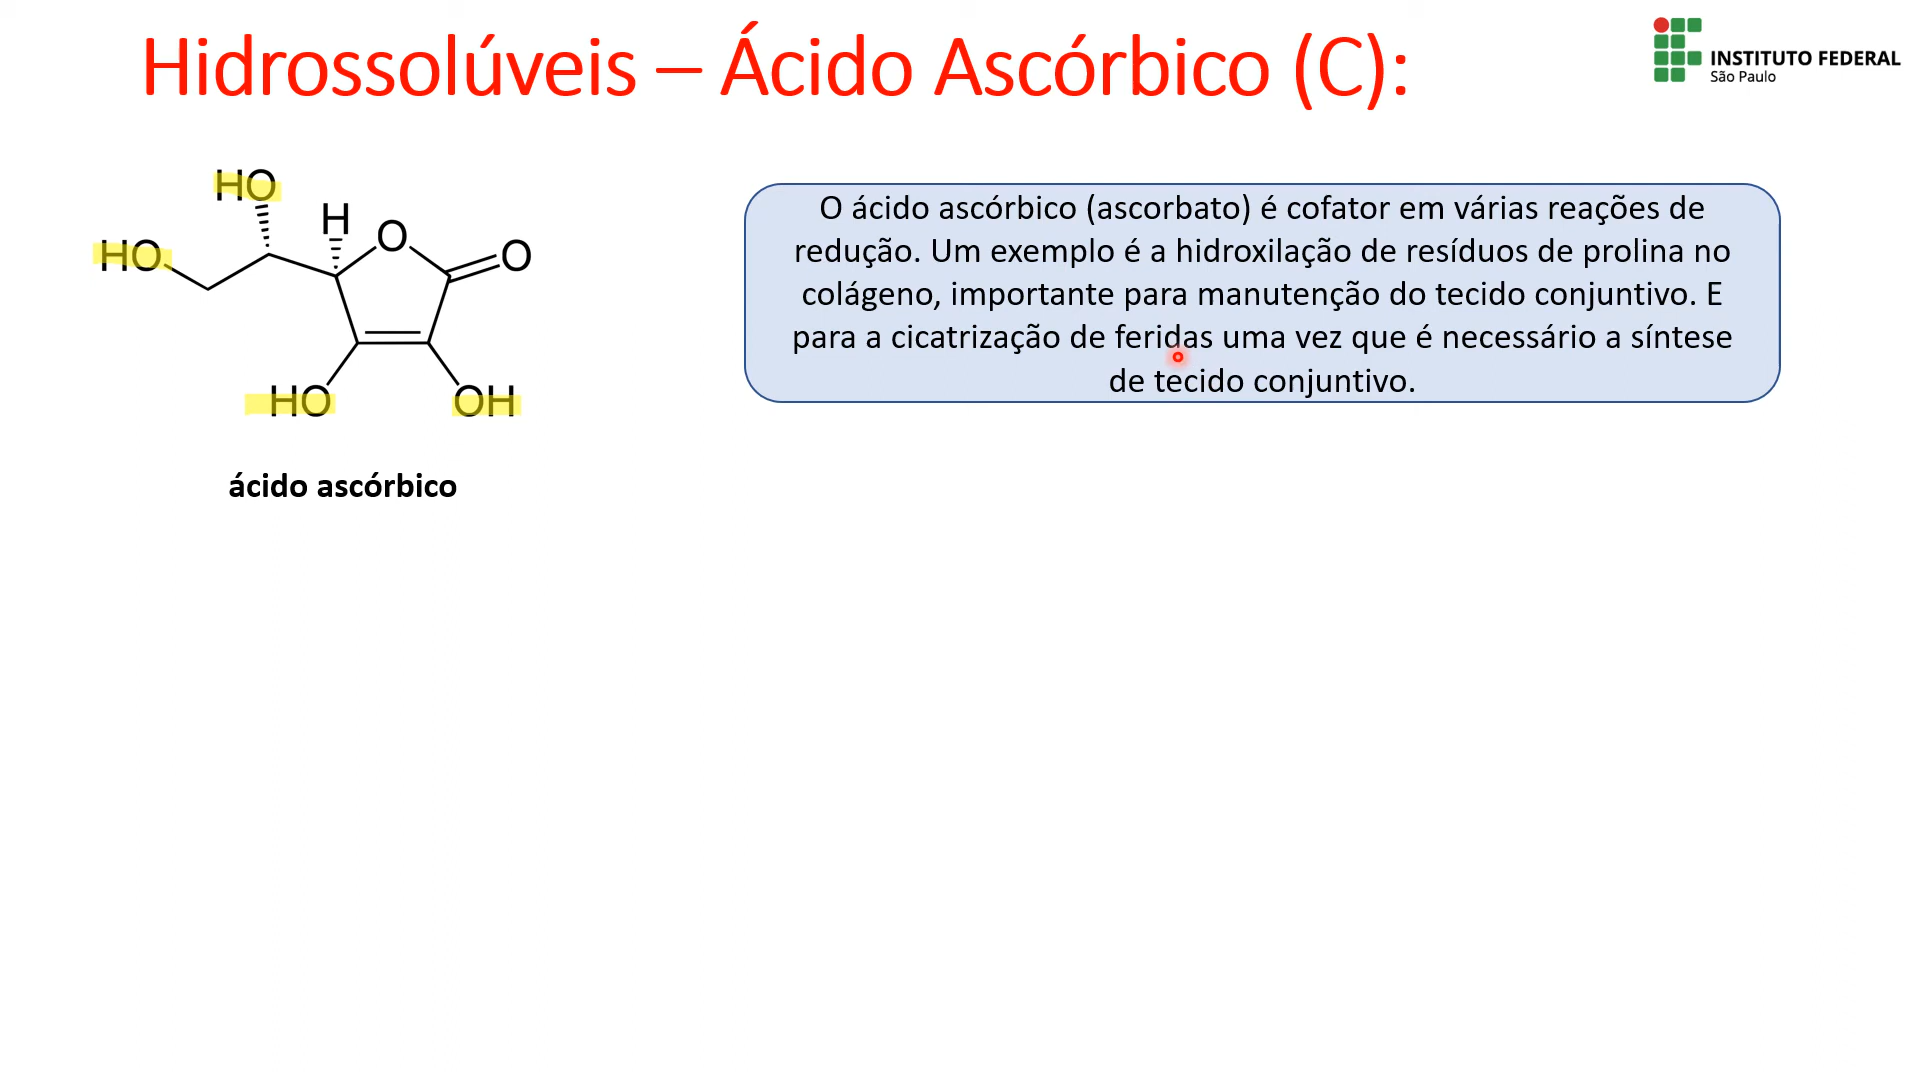 Hidrossolúveis – Ácido Ascórbico (C):
INSTITUTO FEDERAL
São Paulo
HO
H
O
HO
O
HO
OH
O ácido ascórbico (ascorbato) é cofator em várias reações de
redução. Um exemplo é a hidroxilação de resíduos de prolina no
colágeno, importante para manutenção do tecido conjuntivo. E
para a cicatrização de feridas uma vez que é necessário a síntese
de tecido conjuntivo.
ácido ascórbico